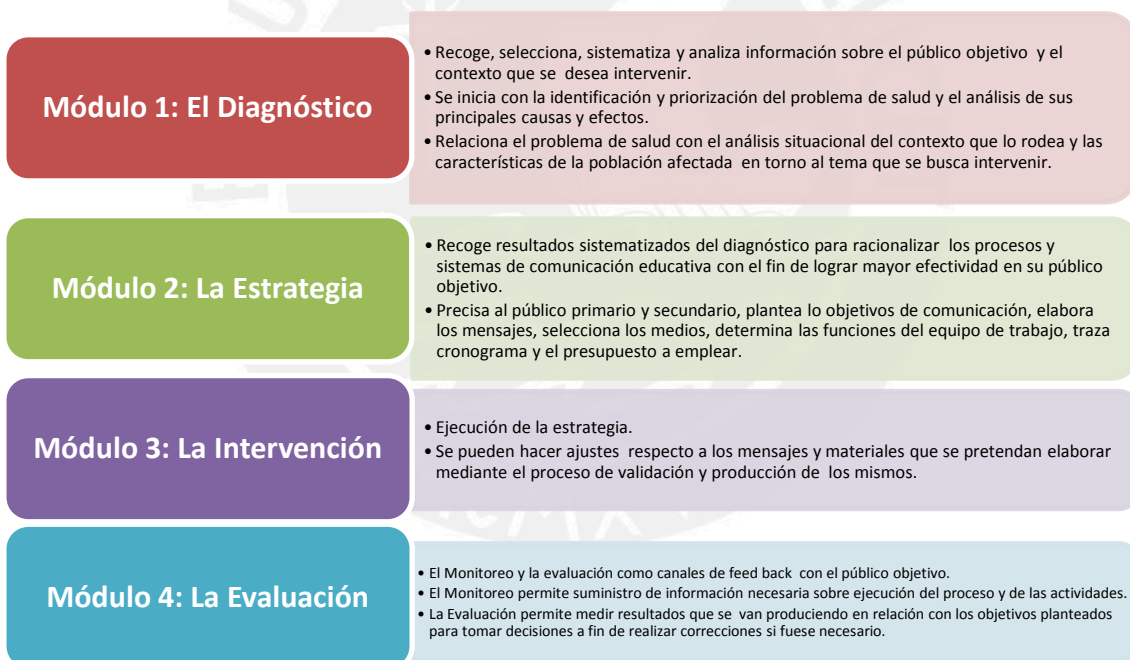 Módulo 1: El Diagnóstico
• Recoge, selecciona, sistematiza y analiza información sobre el público objetivo y el
contexto que se desea intervenir.
• Se inicia con la identificación y priorización del problema de salud y el análisis de sus
principales causas y efectos.
• Relaciona el problema de salud con el análisis situacional del contexto que lo rodea y las
características de la población afectada en torno al tema que se busca intervenir.
Módulo 2: La Estrategia
• Recoge resultados sistematizados del diagnóstico para racionalizar los procesos y
sistemas de comunicación educativa con el fin de lograr mayor efectividad en su público
objetivo.
• Precisa al público primario y secundario, plantea lo objetivos de comunicación, elabora
los mensajes, selecciona los medios, determina las funciones del equipo de trabajo, traza
cronograma y el presupuesto a emplear.
Módulo 3: La Intervención
• Ejecución de la estrategia.
• Se pueden hacer ajustes respecto a los mensajes y materiales que se pretendan elaborar
mediante el proceso de validación y producción de los mismos.
Módulo 4: La Evaluación
• El Monitoreo y la evaluación como canales de feed back con el público objetivo.
• El Monitoreo permite suministro de información necesaria sobre ejecución del proceso y de las actividades.
• La Evaluación permite medir resultados que se van produciendo en relación con los objetivos planteados
para tomar decisiones a fin de realizar correcciones si fuese necesario.